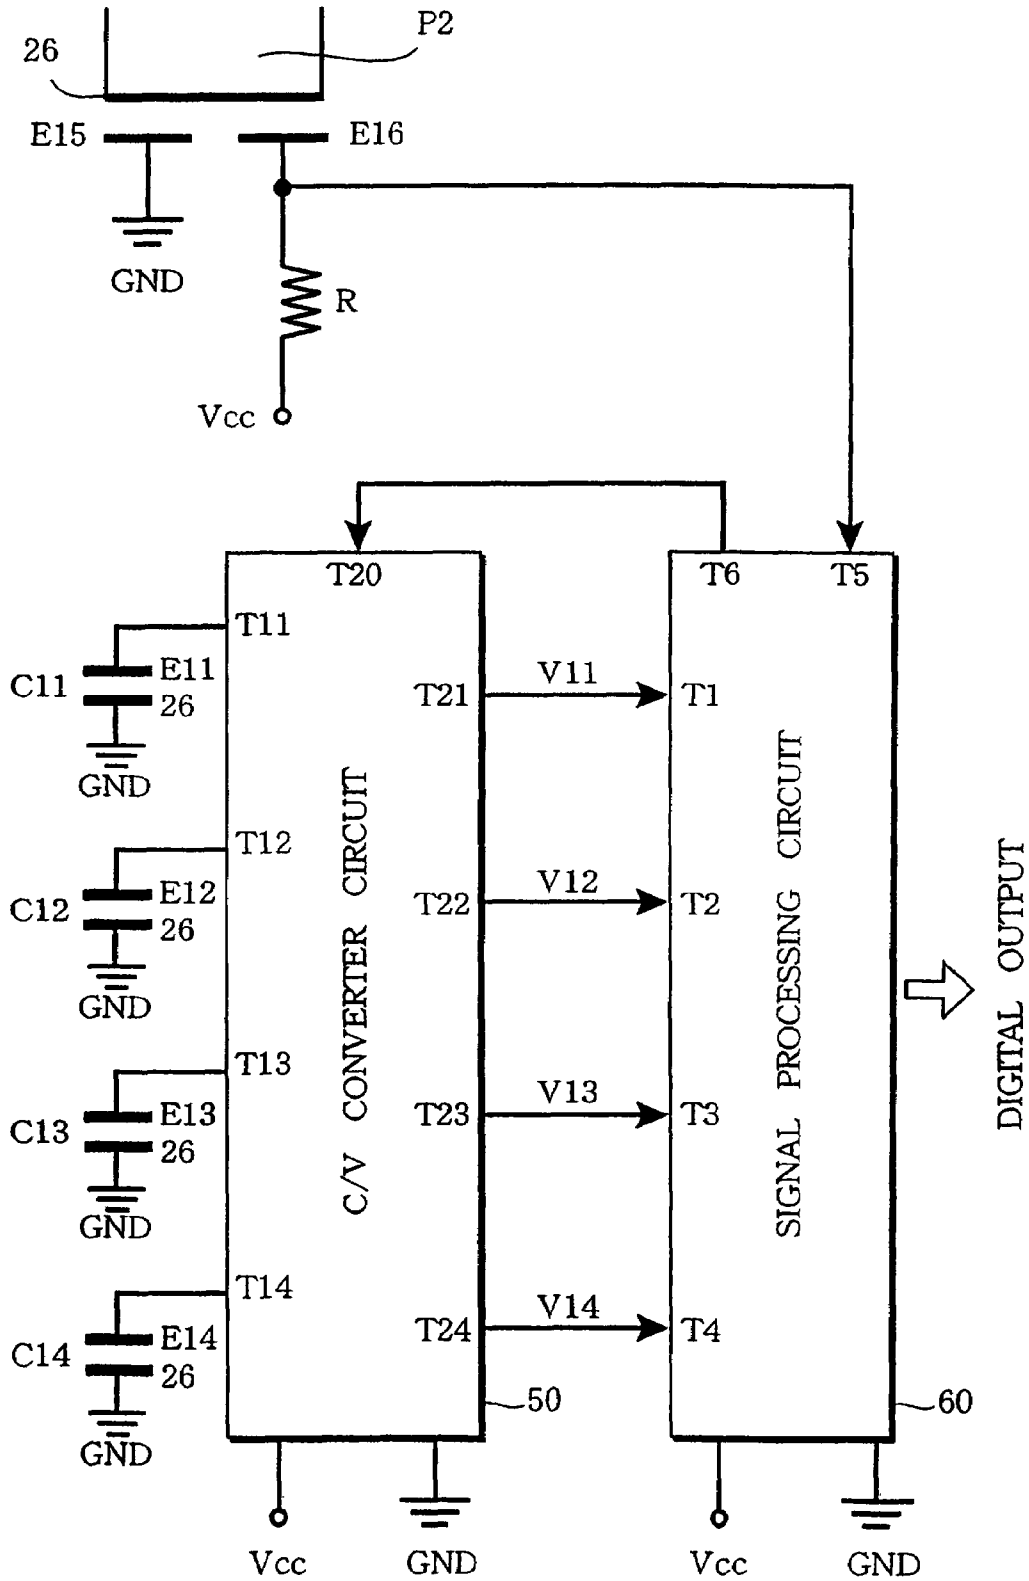 P2
26
E15
E16
GND
R
Vcc
T20
T6
T5
T11
C11
E11
26
GND
T21
V11
T1
T12
C12
E12
26
GND
T22
V12
T2
C/V CONVERTER CIRCUIT
SIGNAL PROCESSING CIRCUIT
DIGITAL OUTPUT
T13
C13
E13
26
GND
T23
V13
T3
T14
C14
E14
26
GND
T24
V14
T4
50
60
Vcc
GND
Vcc
GND